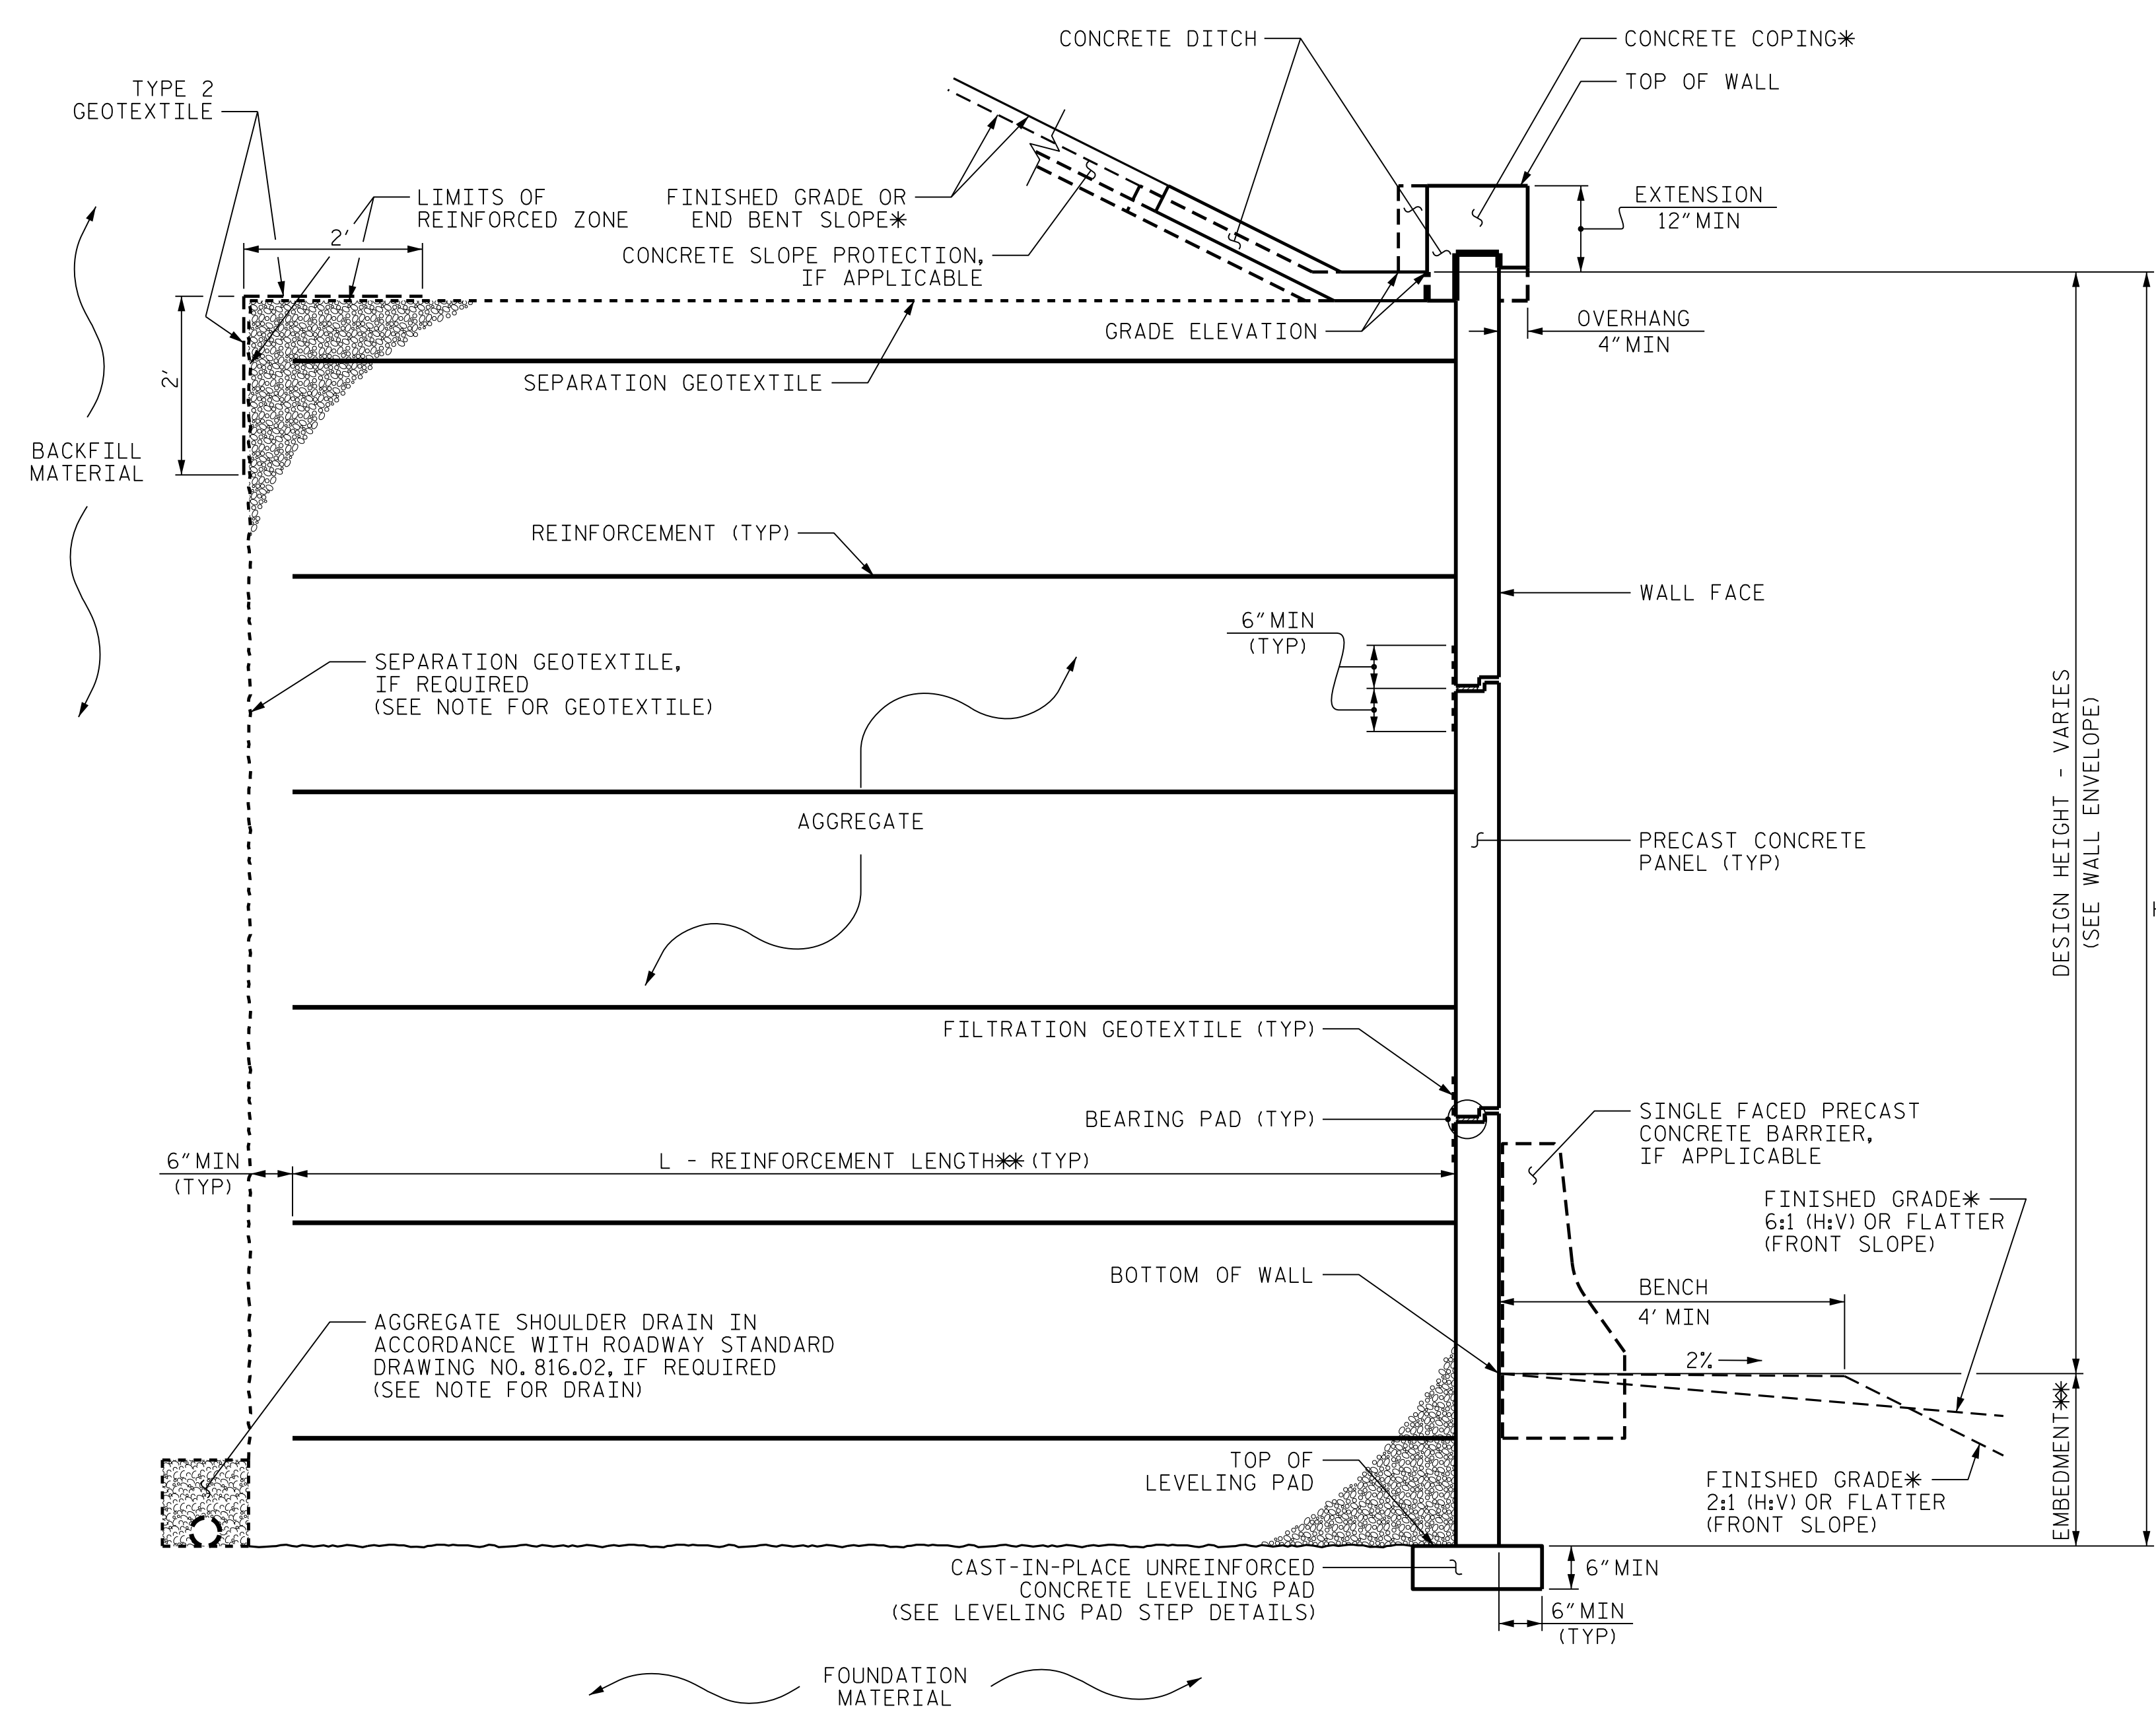 CONCRETE DITCH
CONCRETE COPING*
TOP OF WALL
TYPE 2
GEOTEXTILE
LIMITS OF
REINFORCED ZONE
2'
FINISHED GRADE OR
END BENT SLOPE*
CONCRETE SLOPE PROTECTION,
IF APPLICABLE
EXTENSION
12" MIN
GRADE ELEVATION
OVERHANG
4" MIN
2'
SEPARATION GEOTEXTILE
BACKFILL
MATERIAL
REINFORCEMENT (TYP)
WALL FACE
6" MIN
(TYP)
SEPARATION GEOTEXTILE,
IF REQUIRED
(SEE NOTE FOR GEOTEXTILE)
DESIGN HEIGHT - VARIES
(SEE WALL ENVELOPE)
AGGREGATE
PRECAST CONCRETE
PANEL (TYP)
FILTRATION GEOTEXTILE (TYP)
BEARING PAD (TYP)
SINGLE FACED PRECAST
CONCRETE BARRIER,
IF APPLICABLE
6" MIN
(TYP)
L - REINFORCEMENT LENGTH** (TYP)
FINISHED GRADE*
6:1 (H:V) OR FLATTER
(FRONT SLOPE)
BOTTOM OF WALL
BENCH
4' MIN
2%
AGGREGATE SHOULDER DRAIN IN
ACCORDANCE WITH ROADWAY STANDARD
DRAWING NO. 816.02, IF REQUIRED
(SEE NOTE FOR DRAIN)
EMBEDMENT**
TOP OF
LEVELING PAD
FINISHED GRADE*
2:1 (H:V) OR FLATTER
(FRONT SLOPE)
CAST-IN-PLACE UNREINFORCED
CONCRETE LEVELING PAD
(SEE LEVELING PAD STEP DETAILS)
6" MIN
6" MIN
(TYP)
FOUNDATION
MATERIAL